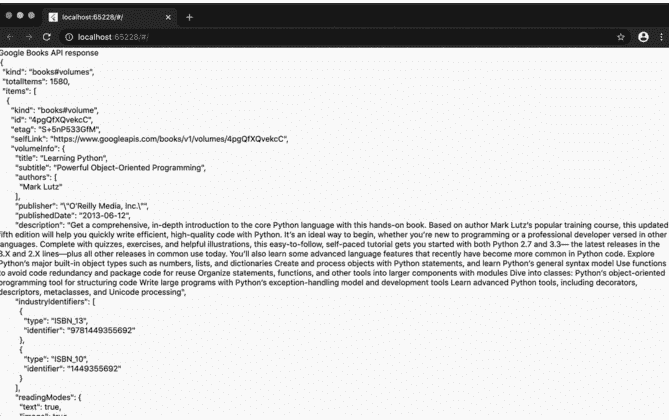 localhost:65228/#/
localhost:65228/#/
Google Books API response
{
"kind": "books#volumes",
"totalItems": 1580,
"items": [
{
"kind": "books#volume",
"id": "4pgQfXQvekcC",
"etag": "S+5nP533GfM",
"selfLink": "https://www.googleapis.com/books/v1/volumes/4pgQfXQvekcC",
"volumeInfo": {
"title": "Learning Python",
"subtitle": "Powerful Object-Oriented Programming",
"authors": [
"Mark Lutz"
],
"publisher": "\"O'Reilly Media, Inc.\"",
"publishedDate": "2013-06-12",
"description": "Get a comprehensive, in-depth introduction to the core Python language with this hands-on book. Based on author Mark Lutz's popular training course, this updated
fifth edition will help you quickly write efficient, high-quality code with Python. It's an ideal way to begin, whether you're new to programming or a professional developer versed in other
languages. Complete with quizzes, exercises, and helpful illustrations, this easy-to-follow, self-paced tutorial gets you started with both Python 2.7 and 3.3— the latest releases in the
3.X and 2.X lines—plus all other releases in common use today. You'll also learn some advanced language features that recently have become more common in Python code. Explore
Python's major built-in object types such as numbers, lists, and dictionaries Create and process objects with Python statements, and learn Python's general syntax model Use functions
to avoid code redundancy and package code for reuse Organize statements, functions, and other tools into larger components with modules Dive into classes: Python's object-oriented
programming tool for structuring code Write large programs with Python's exception-handling model and development tools Learn advanced Python tools, including decorators,
descriptors, metaclasses, and Unicode processing",
"industryIdentifiers": [
{
"type": "ISBN_13",
"identifier": "9781449355692"
},
{
"type": "ISBN_10",
"identifier": "1449355692"
}
],
"readingModes": {
"text": true,